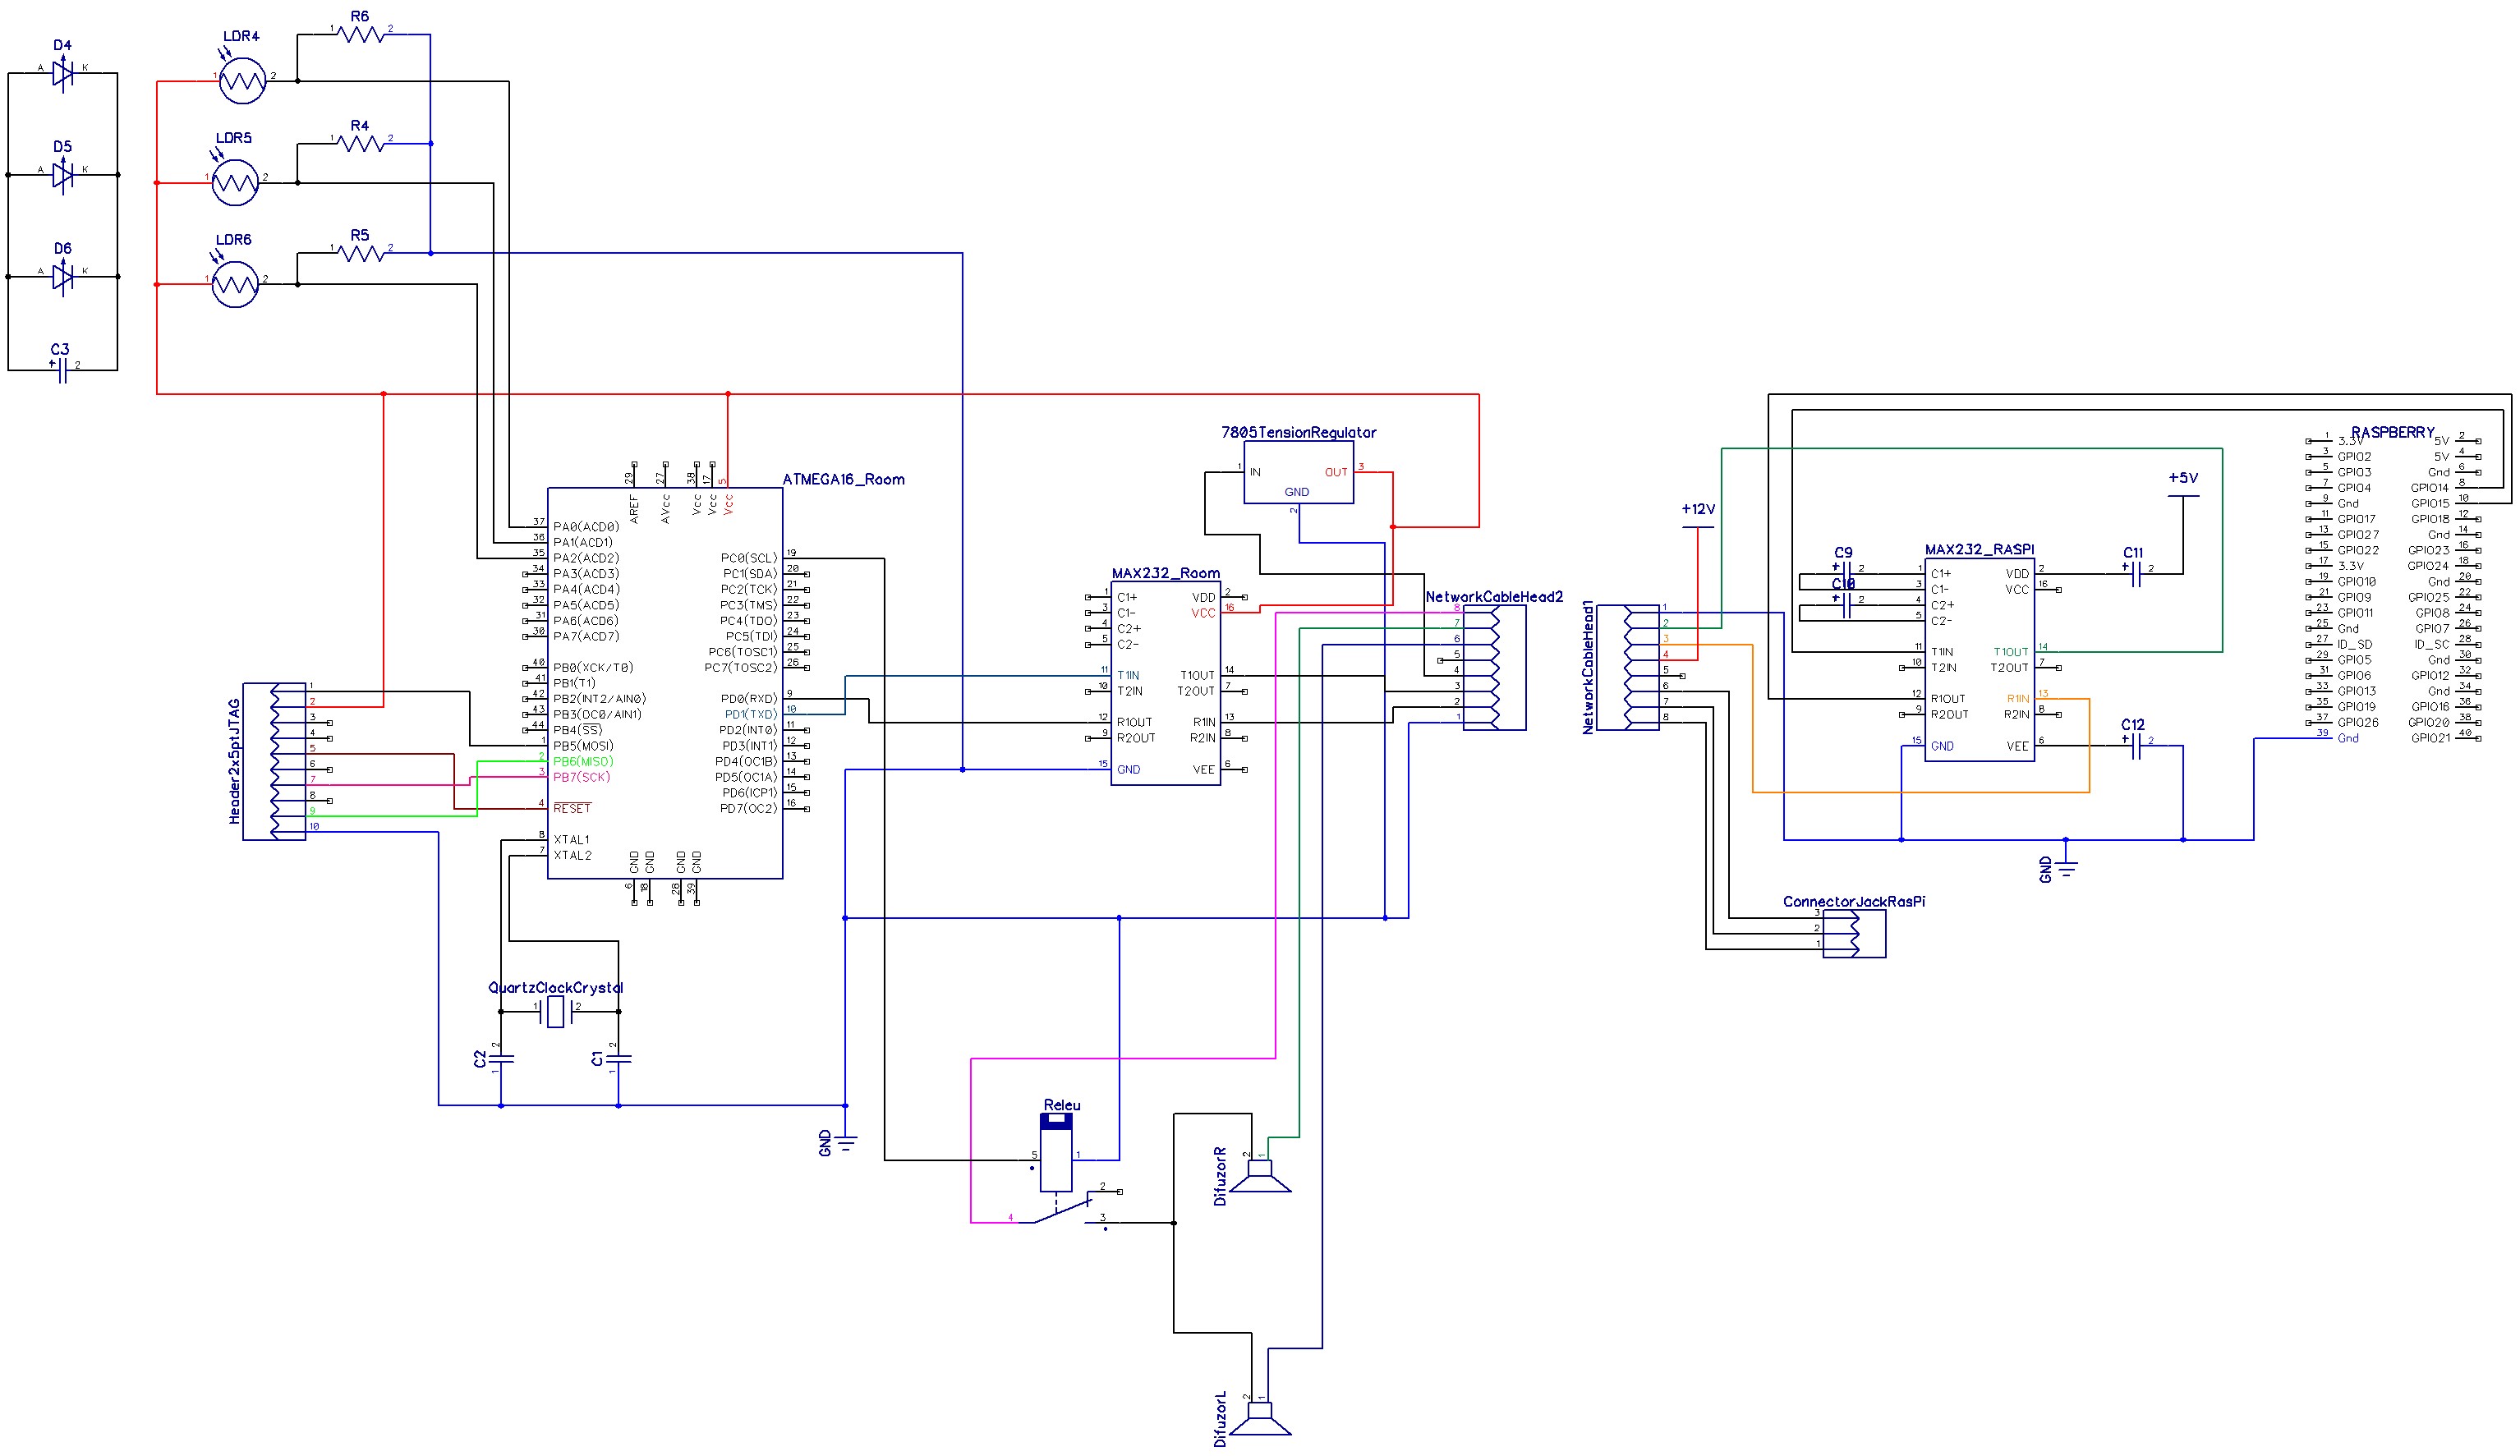 D4
A K
D5
A K
D6
A K
C3
+ 2
LDR4
1 2
LDR5
1 2
LDR6
1 2
R6
1 2
R4
1 2
R5
1 2
ATMEGA16_Room
29 AREF
27 AVcc
38 Vcc
17 Vcc
5 Vcc
37 PA0(ACD0)
36 PA1(ACD1)
35 PA2(ACD2)
34 PA3(ACD3)
33 PA4(ACD4)
32 PA5(ACD5)
31 PA6(ACD6)
30 PA7(ACD7)
40 PB0(XCK/T0)
41 PB1(T1)
42 PB2(INT2/AIN0)
43 PB3(OC0/AIN1)
44 PB4(SS)
1 PB5(MOSI)
2 PB6(MISO)
3 PB7(SCK)
4 RESET
8 XTAL1
7 XTAL2
PC0(SCL) 19
PC1(SDA) 20
PC2(TCK) 21
PC3(TMS) 22
PC4(TDO) 23
PC5(TDI) 24
PC6(TOSC1) 25
PC7(TOSC2) 26
PD0(RXD) 9
PD1(TXD) 10
PD2(INT0) 11
PD3(INT1) 12
PD4(OC1B) 13
PD5(OC1A) 14
PD6(ICP1) 15
PD7(OC2) 16
GND 6
GND 18
GND 28
GND 39
Header2x5ptJTAG
1
2
3
4
5
6
7
8
9
10
QuartzClockCrystal
1 2
C2
2
1
C1
2
1
GND
7805TensionRegulator
1 IN OUT 3
GND
2
MAX232_Room
1 C1+ VDD 2
3 C1- VCC 16
4 C2+
5 C2-
11 T1IN T1OUT 14
10 T2IN T2OUT 7
12 R1OUT R1IN 13
9 R2OUT R2IN 8
15 GND VEE 6
NetworkCableHead2
8
7
6
5
4
3
2
1
Releu
5 1
2
4 3
DifuzorR
2 1
DifuzorL
2 1
NetworkCableHead1
1
2
3
4
5
6
7
8
+12V
ConnectorJackRasPi
3
2
1
MAX232_RASPI
C9
+ 2
C10
+ 2
1 C1+ VDD 2
3 C1- VCC 16
4 C2+
5 C2-
11 T1IN T1OUT 14
10 T2IN T2OUT 7
12 R1OUT R1IN 13
9 R2OUT R2IN 8
15 GND VEE 6
C11
+ 2
C12
+ 2
+5V
GND
RASPBERRY
1 3.3V 5V 2
3 GPIO2 5V 4
5 GPIO3 Gnd 6
7 GPIO4 GPIO14 8
9 Gnd GPIO15 10
11 GPIO17 GPIO18 12
13 GPIO27 Gnd 14
15 GPIO22 GPIO23 16
17 3.3V GPIO24 18
19 GPIO10 Gnd 20
21 GPIO9 GPIO25 22
23 GPIO11 GPIO8 24
25 Gnd GPIO7 26
27 ID_SD ID_SC 28
29 GPIO5 Gnd 30
31 GPIO6 GPIO12 32
33 GPIO13 Gnd 34
35 GPIO19 GPIO16 36
37 GPIO26 GPIO20 38
39 Gnd GPIO21 40